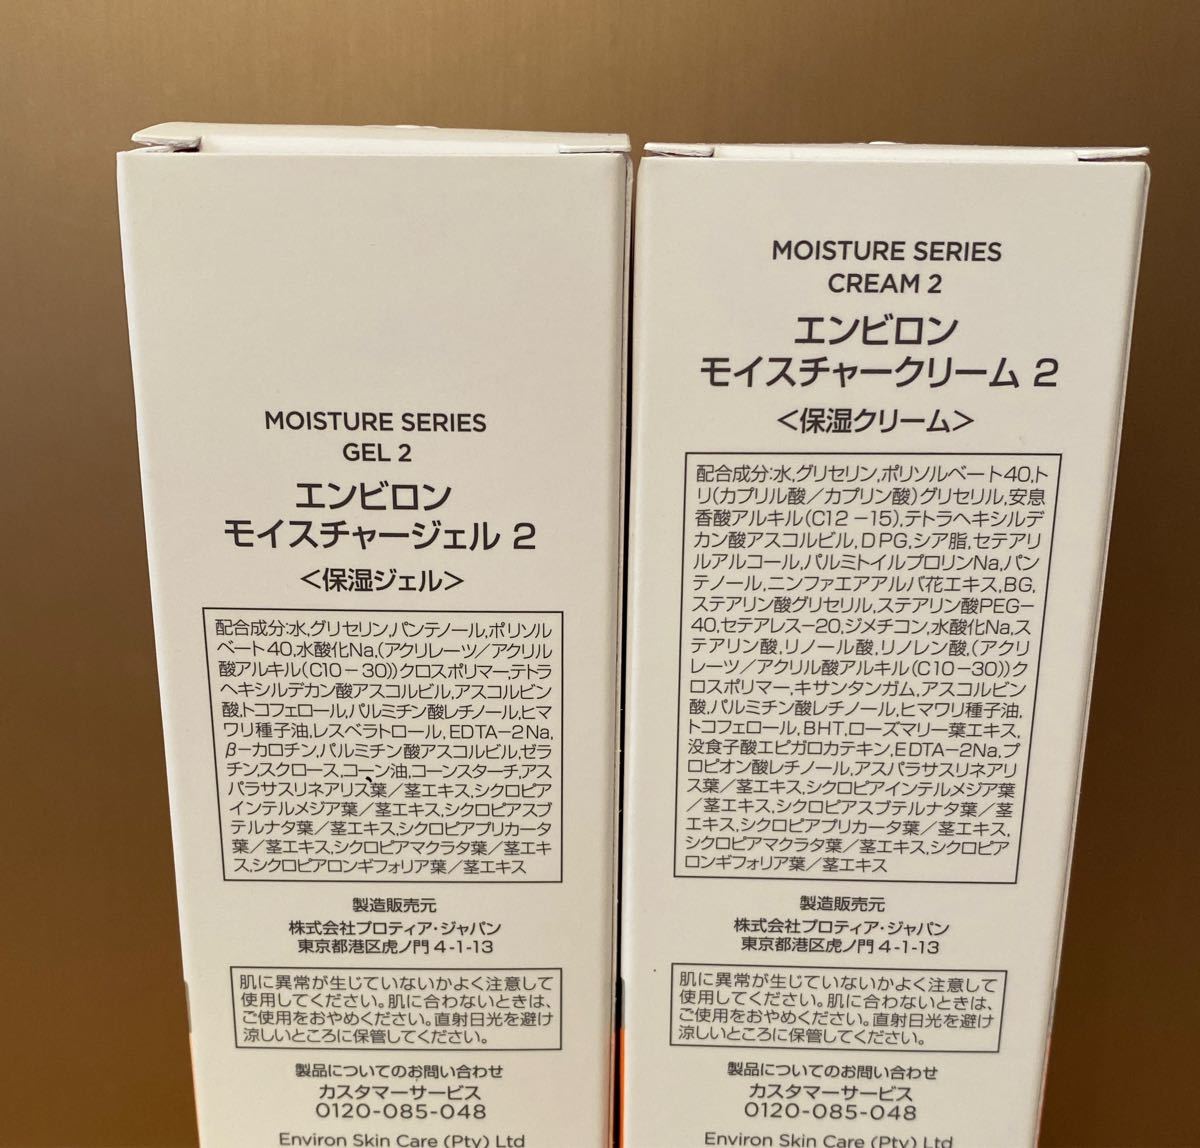 MOISTURE SERIES
GEL 2
エンビロン
モイスチャージェル 2
<保湿ジェル>
配合成分:水,グリセリン,パンテノール,ポリソル
ベート40,水酸化Na,(アクリレーツ/アクリル
酸アルキル(C10-30))クロスポリマー,テトラ
ヘキシルデカン酸アスコルビル,アスコルビン
酸,トコフェロール,パルミチン酸レチノール,ヒマ
ワリ種子油,レスベラトロール,EDTA-2Na,
β-カロチン,パルミチン酸アスコルビル,ゼラ
チン,スクロース,コーン油,コーンスターチ,アス
パラサスリネアリス葉/茎エキス,シクロピア
インテルメジア葉/茎エキス,シクロピアスブ
テルナタ葉/茎エキス,シクロピアプリカータ
葉/茎エキス,シクロピアマクラタ葉/茎エキ
ス,シクロピアロンギフォリア葉/茎エキス
製造販売元
株式会社プロティア・ジャパン
東京都港区虎ノ門 4-1-13
肌に異常が生じていないかよく注意して
使用してください。肌に合わないときは、
ご使用をおやめください。直射日光を避け
涼しいところに保管してください。
製品についてのお問い合わせ
カスタマーサービス
0120-085-048
Environ Skin Care (Pty) Ltd
MOISTURE SERIES
CREAM 2
エンビロン
モイスチャークリーム 2
<保湿クリーム>
配合成分:水,グリセリン,ポリソルベート40,ト
リ(カプリル酸/カプリン酸)グリセリル,安息
香酸アルキル(C12-15),テトラヘキシルデ
カン酸アスコルビル,DPG,シア脂,セテアリ
ルアルコール,パルミトイルプロリンNa,パン
テノール,ニンファエアアルバ花エキス,BG,
ステアリン酸グリセリル,ステアリン酸PEG-
40,セテアレス-20,ジメチコン,水酸化Na,ス
テアリン酸,リノール酸,リノレン酸,(アクリ
レーツ/アクリル酸アルキル(C10-30))ク
ロスポリマー,キサンタンガム,アスコルビン
酸,パルミチン酸レチノール,ヒマワリ種子油,
トコフェロール,BHT,ローズマリー葉エキス,
没食子酸エピガロカテキン,EDTA-2Na,プ
ロピオン酸レチノール,アスパラサスリネアリ
ス葉/茎エキス,シクロピアインテルメジア葉
/茎エキス,シクロピアスブテルナタ葉/茎
エキス,シクロピアプリカータ葉/茎エキス,
シクロピアマクラタ葉/茎エキス,シクロピア
ロンギフォリア葉/茎エキス
製造販売元
株式会社プロティア・ジャパン
東京都港区虎ノ門 4-1-13
肌に異常が生じていないかよく注意して
使用してください。肌に合わないときは、
ご使用をおやめください。直射日光を避け
涼しいところに保管してください。
製品についてのお問い合わせ
カスタマーサービス
0120-085-048
Environ Skin Care (Pty) Ltd